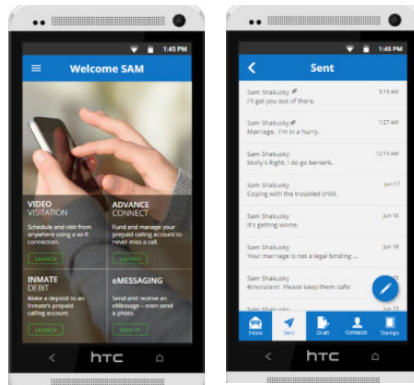 1:45 PM
Welcome SAM
VIDEO
VISITATION
Schedule and visit from
anywhere using a wi-fi
connection.
LAUNCH
ADVANCE
CONNECT
Fund and manage your
prepaid calling account to
never miss a call.
LAUNCH
INMATE
DEBIT
Make a deposit to an
Inmate's prepaid
calling account.
LAUNCH
eMESSAGING
Send and receive an
eMessage – even send
a photo.
SIGN UP
hTC
1:45 PM
Sent
Sam Shakusky
5:15 AM
I'll get you out of there.
Sam Shakusky
1:27 AM
Marriage. I'm in a hurry.
Sam Shakusky
12:15 AM
Molly's Right. I do go berserk.
Sam Shakusky
Jun 17
Coping with the troubled child.
Sam Shakusky
Jun 16
It's getting worse.
Sam Shakusky
Jun 16
Your marriage is not a legal binding ...
Sam Shakusky
Binoculars! Please keep them safe!
Sam Shakusky
Inbox
Sent
Draft
Contacts
Stamps
hTC